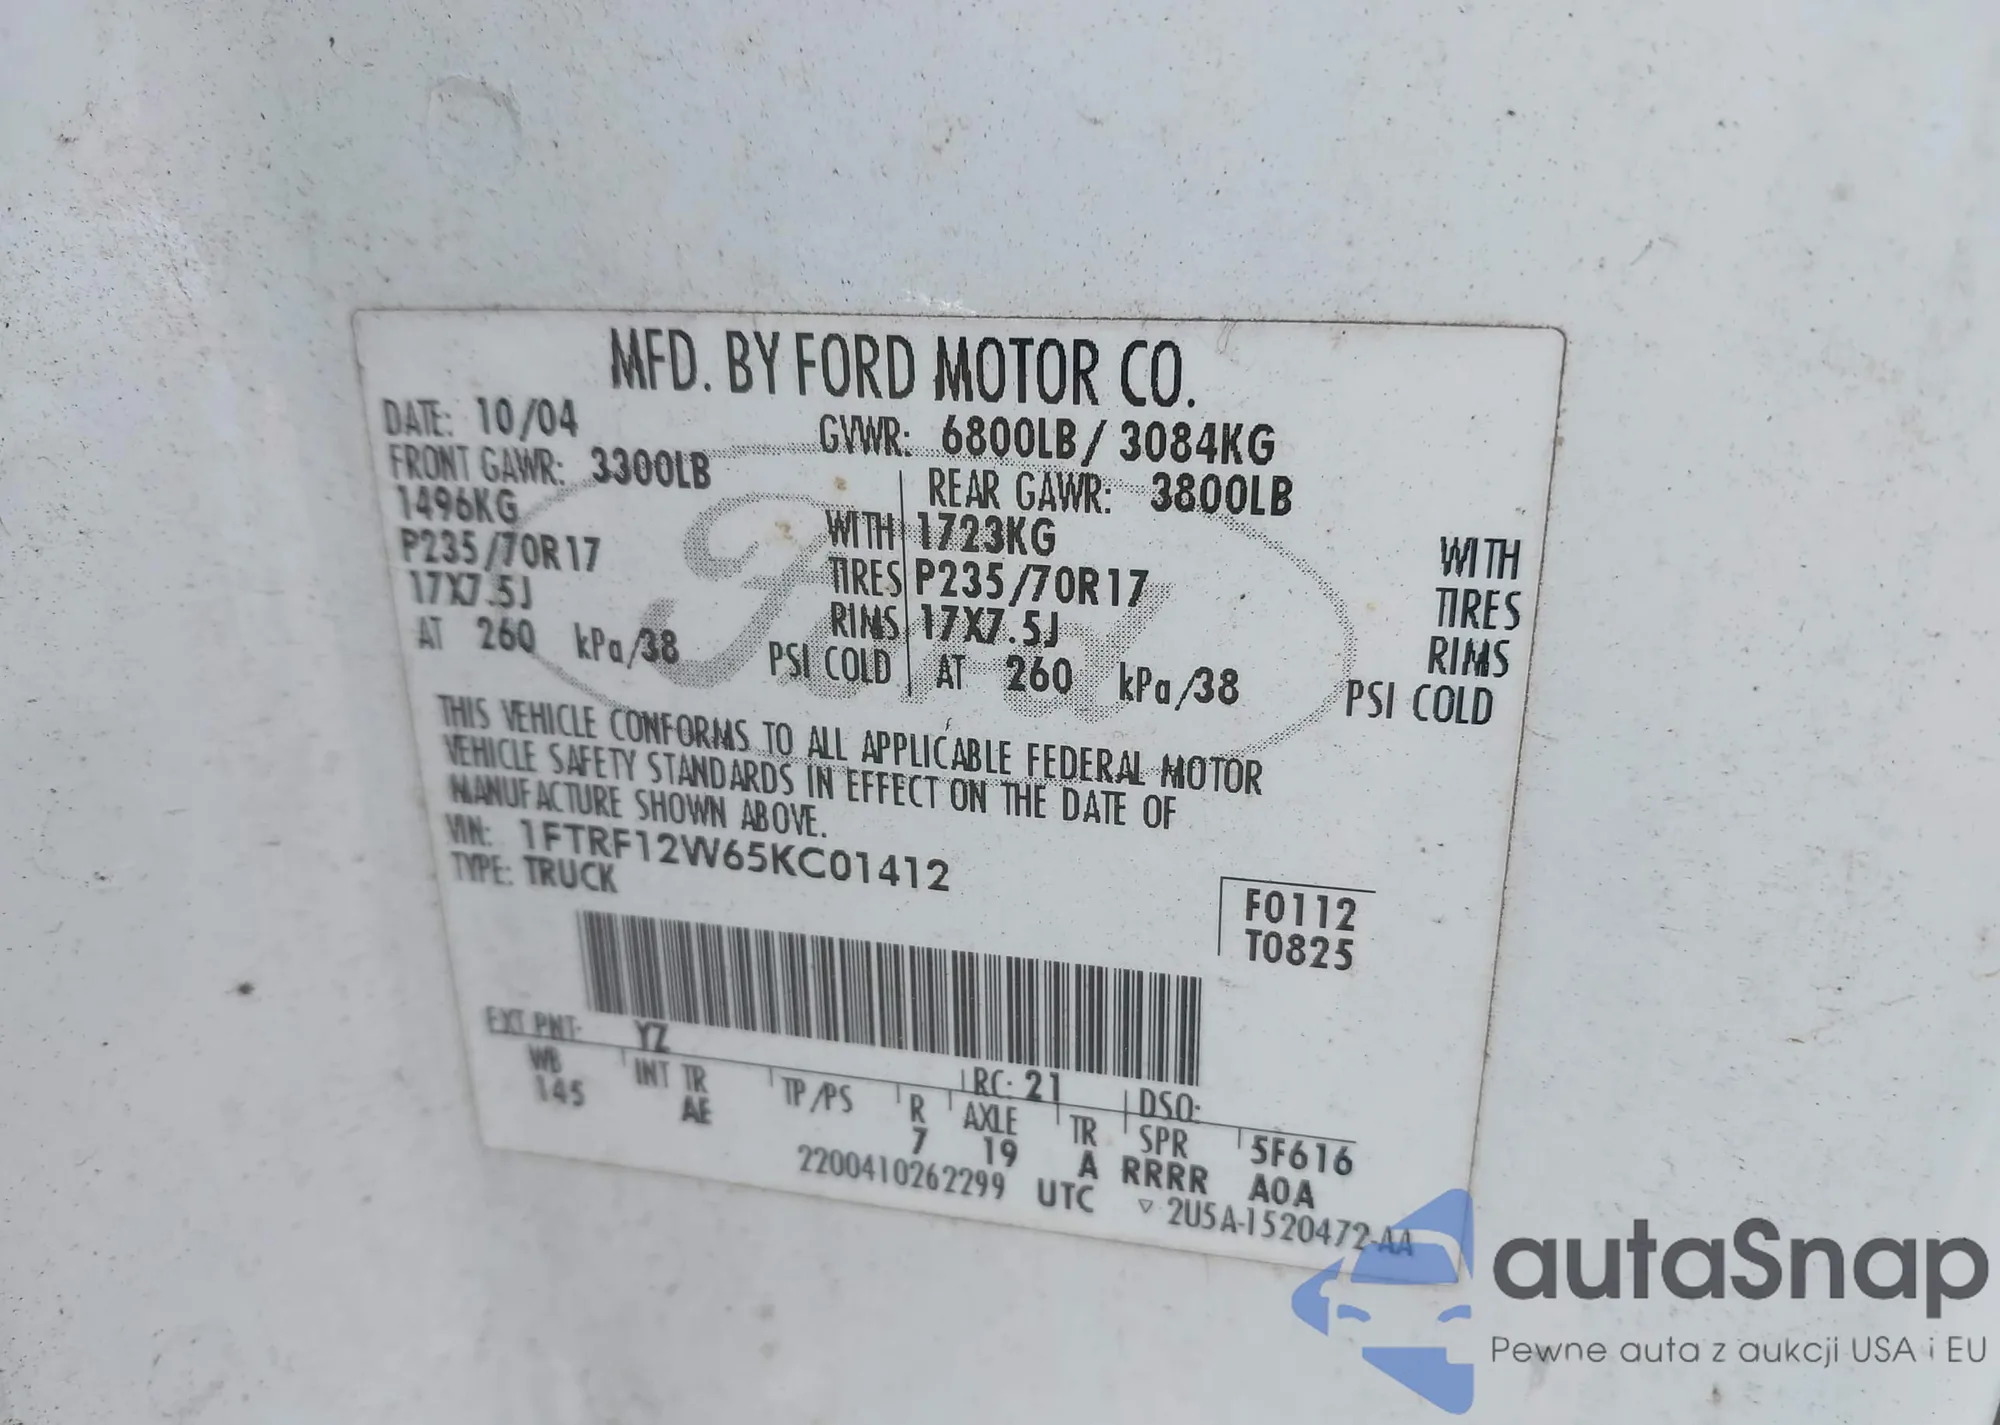 MFD. BY FORD MOTOR CO.
DATE: 10/04 GVWR: 6800LB / 3084KG
FRONT GAWR: 3300LB REAR GAWR: 3800LB
1496KG WITH 1723KG WITH
P235/70R17 TIRES P235/70R17 TIRES
17X7.5J RIMS 17X7.5J RIMS
AT 260 kPa/38 PSI COLD AT 260 kPa/38 PSI COLD
Ford
THIS VEHICLE CONFORMS TO ALL APPLICABLE FEDERAL MOTOR
VEHICLE SAFETY STANDARDS IN EFFECT ON THE DATE OF
MANUFACTURE SHOWN ABOVE.
VIN: 1FTRF12W65KC01412
TYPE: TRUCK
F0112
T0825
EXT PNT: YZ RC: 21 DSO:
WB INT TR TP/PS R AXLE TR SPR 5F616
145 AE 7 19 A RRRR A0A
2200410262299 UTC ▽ 2U5A-1520472-AA
autaSnap
Pewne auta z aukcji USA i EU